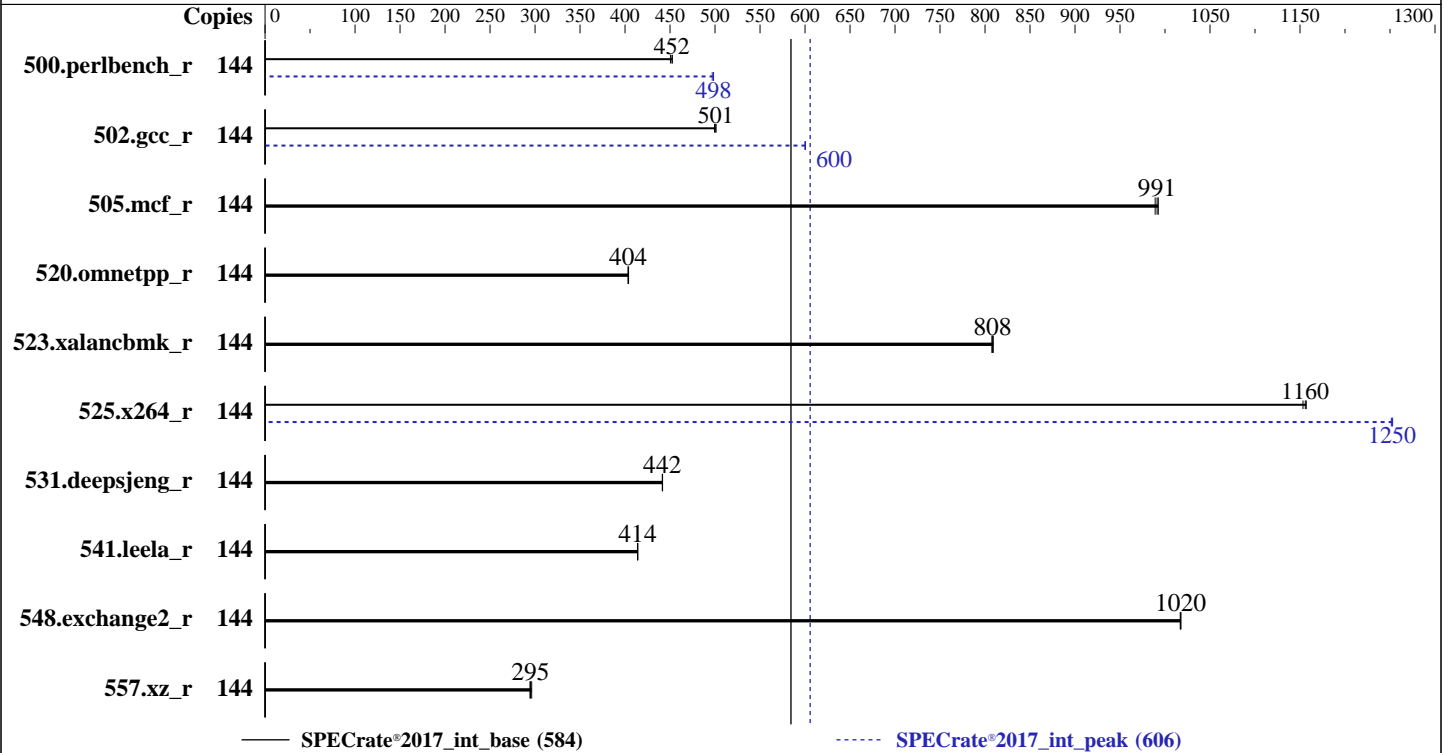 Copies 0 100 150 200 250 300 350 400 450 500 550 600 650 700 750 800 850 900 950 1050 1150 1300
500.perlbench_r 144 452
498
502.gcc_r 144 501
600
505.mcf_r 144 991
520.omnetpp_r 144 404
523.xalancbmk_r 144 808
525.x264_r 144 1160
1250
531.deepsjeng_r 144 442
541.leela_r 144 414
548.exchange2_r 144 1020
557.xz_r 144 295
SPECrate®2017_int_base (584) SPECrate®2017_int_peak (606)